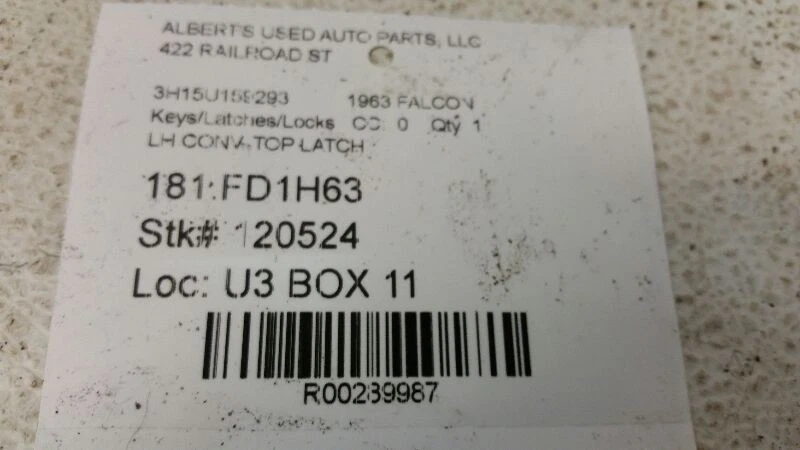 ALBERT'S USED AUTO PARTS, LLC
422 RAILROAD ST
3H15U159293 1963 FALCON
Keys/Latches/Locks CC: 0 Qty 1
LH CONV-TOP LATCH
181.FD1H63
Stk# 120524
Loc: U3 BOX 11
R00289987